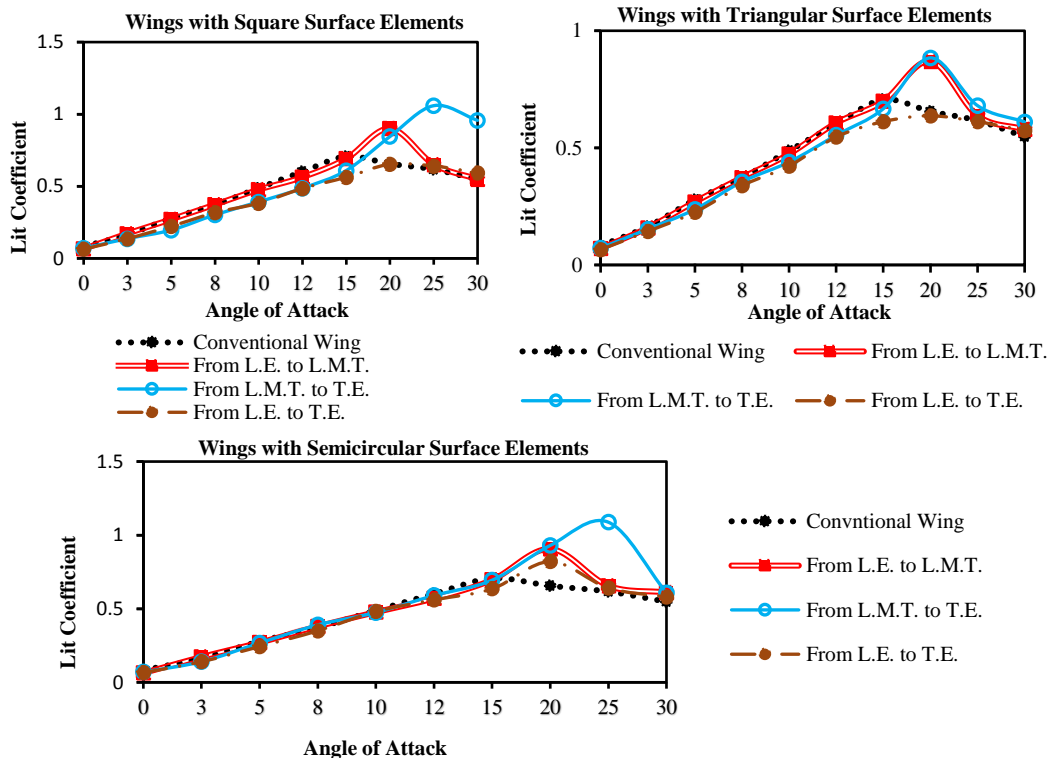 Wings with Square Surface Elements
1.5
1
0.5
0
Lit Coefficient
0 3 5 8 10 12 15 20 25 30
Angle of Attack
Conventional Wing
From L.E. to L.M.T.
From L.M.T. to T.E.
From L.E. to T.E.
Wings with Triangular Surface Elements
1
0.5
0
Lit Coefficient
0 3 5 8 10 12 15 20 25 30
Angle of Attack
Conventional Wing From L.E. to L.M.T.
From L.M.T. to T.E. From L.E. to T.E.
Wings with Semicircular Surface Elements
1.5
1
0.5
0
Lit Coefficient
0 3 5 8 10 12 15 20 25 30
Angle of Attack
Convntional Wing
From L.E. to L.M.T.
From L.M.T. to T.E.
From L.E. to T.E.